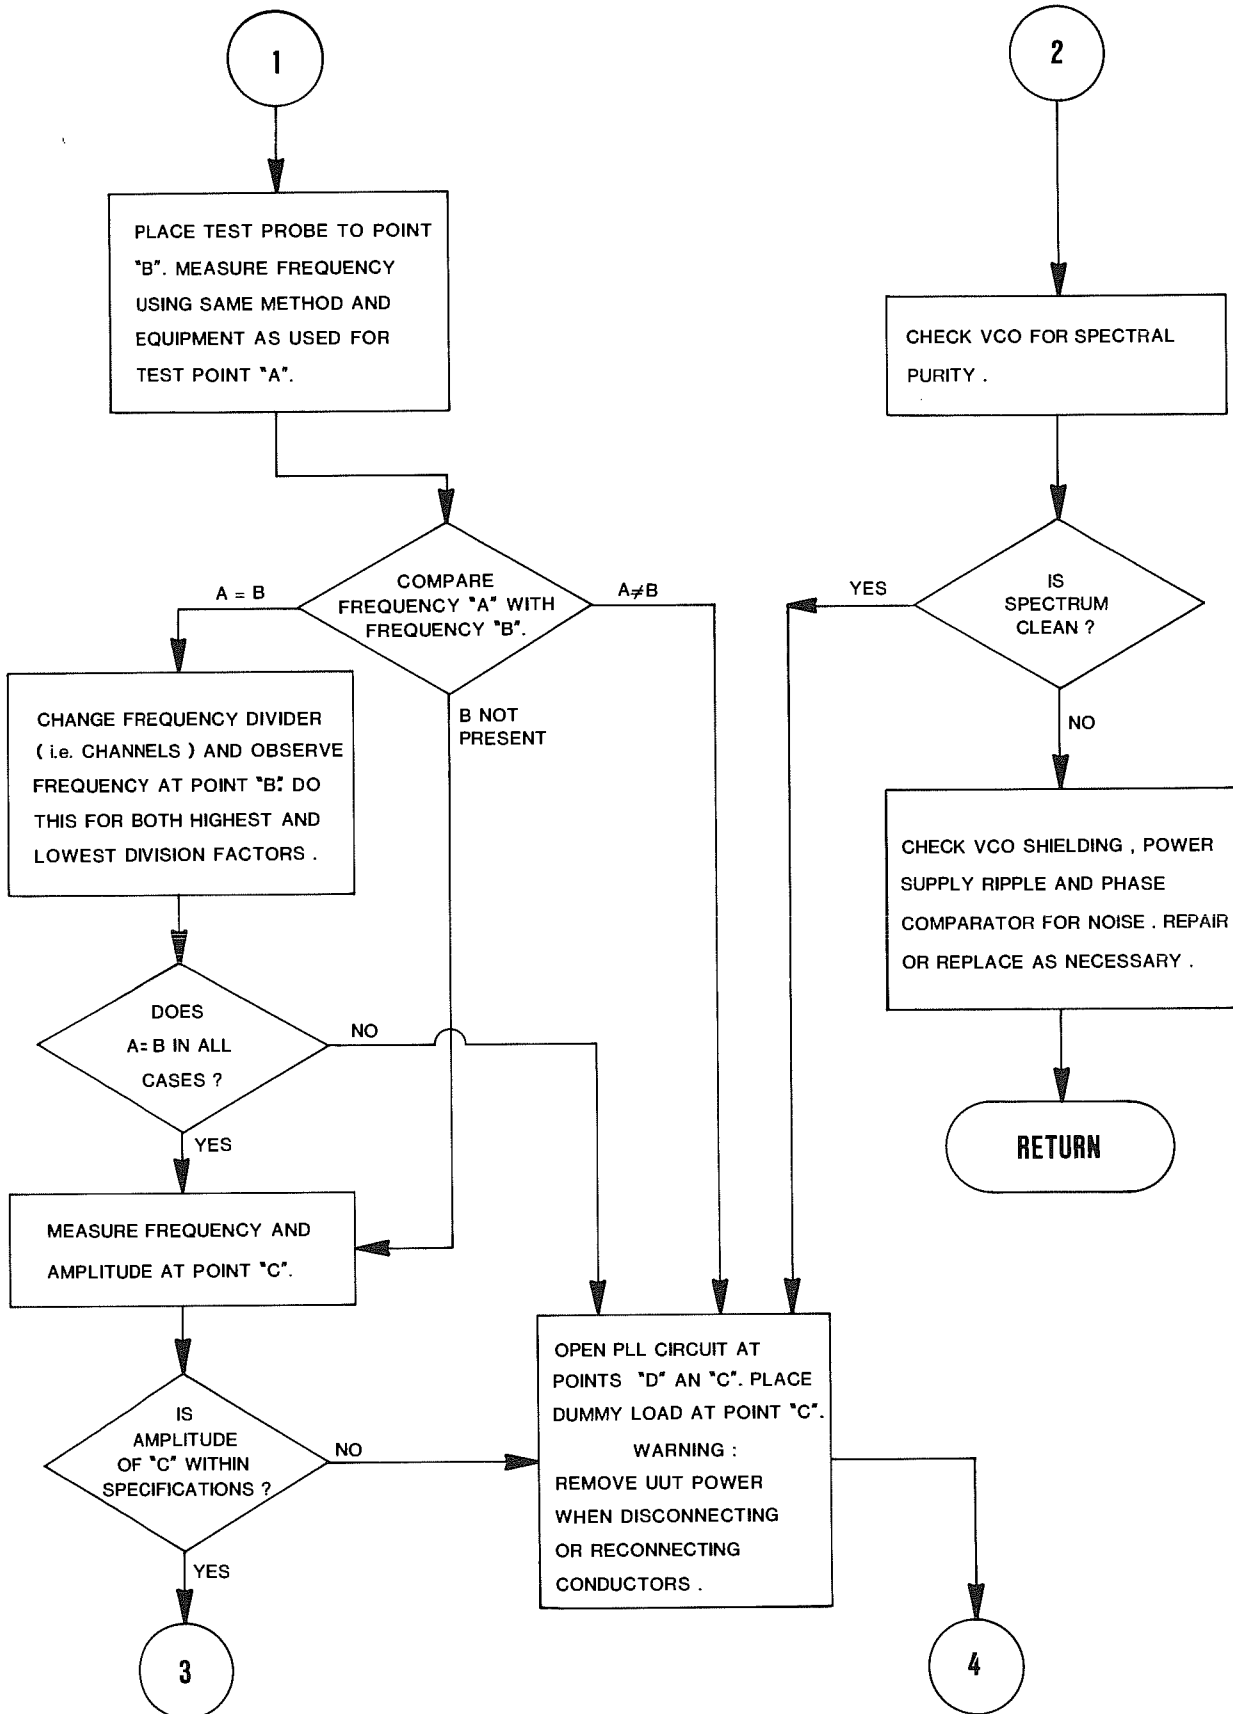 1
PLACE TEST PROBE TO POINT
"B". MEASURE FREQUENCY
USING SAME METHOD AND
EQUIPMENT AS USED FOR
TEST POINT "A".
COMPARE
FREQUENCY "A" WITH
FREQUENCY "B".
A = B
A≠B
B NOT
PRESENT
CHANGE FREQUENCY DIVIDER
( i.e. CHANNELS ) AND OBSERVE
FREQUENCY AT POINT "B". DO
THIS FOR BOTH HIGHEST AND
LOWEST DIVISION FACTORS .
DOES
A= B IN ALL
CASES ?
NO
YES
MEASURE FREQUENCY AND
AMPLITUDE AT POINT "C".
IS
AMPLITUDE
OF "C" WITHIN
SPECIFICATIONS ?
NO
YES
3
OPEN PLL CIRCUIT AT
POINTS "D" AN "C". PLACE
DUMMY LOAD AT POINT "C".
WARNING :
REMOVE UUT POWER
WHEN DISCONNECTING
OR RECONNECTING
CONDUCTORS .
4
2
CHECK VCO FOR SPECTRAL
PURITY .
IS
SPECTRUM
CLEAN ?
YES
NO
CHECK VCO SHIELDING , POWER
SUPPLY RIPPLE AND PHASE
COMPARATOR FOR NOISE . REPAIR
OR REPLACE AS NECESSARY .
RETURN